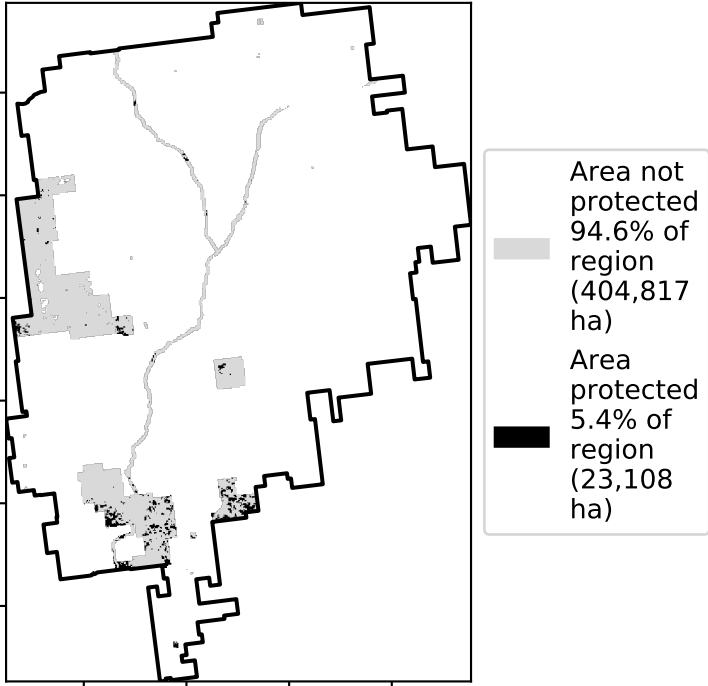 Area not
protected
94.6% of
region
(404,817
ha)
Area
protected
5.4% of
region
(23,108
ha)